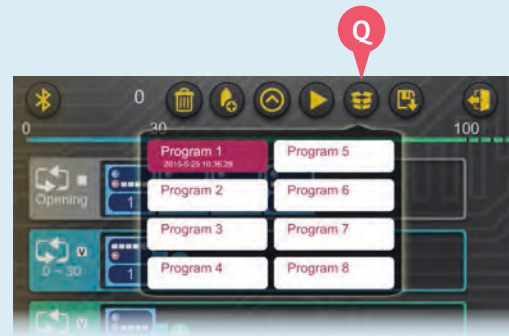 Q
0
0 30 100
Program 1 Program 5
2015-5-29 10.36.29
Program 2 Program 6
Program 3 Program 7
Program 4 Program 8
Opening
1
0 ~ 30
1